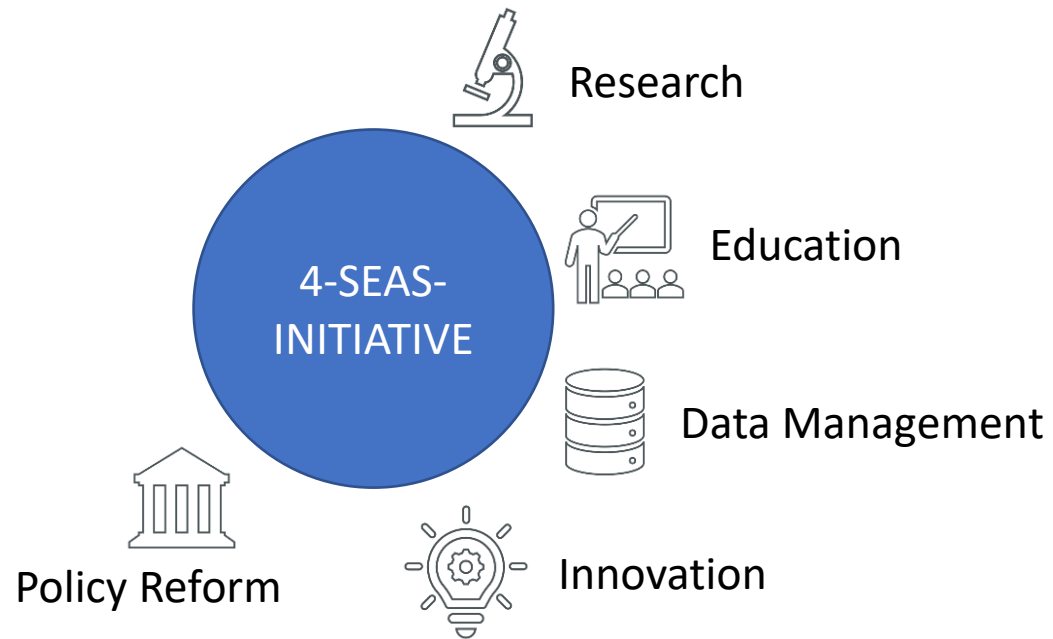 Research
Education
4-SEAS-
INITIATIVE
Data Management
Policy Reform
Innovation